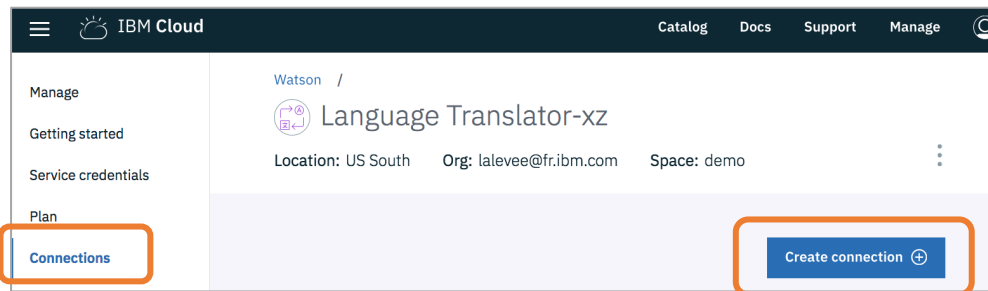 IBM Cloud
Catalog Docs Support Manage
Manage
Getting started
Service credentials
Plan
Connections
Watson /
Language Translator-xz
Location: US South Org: lalevee@fr.ibm.com Space: demo
Create connection